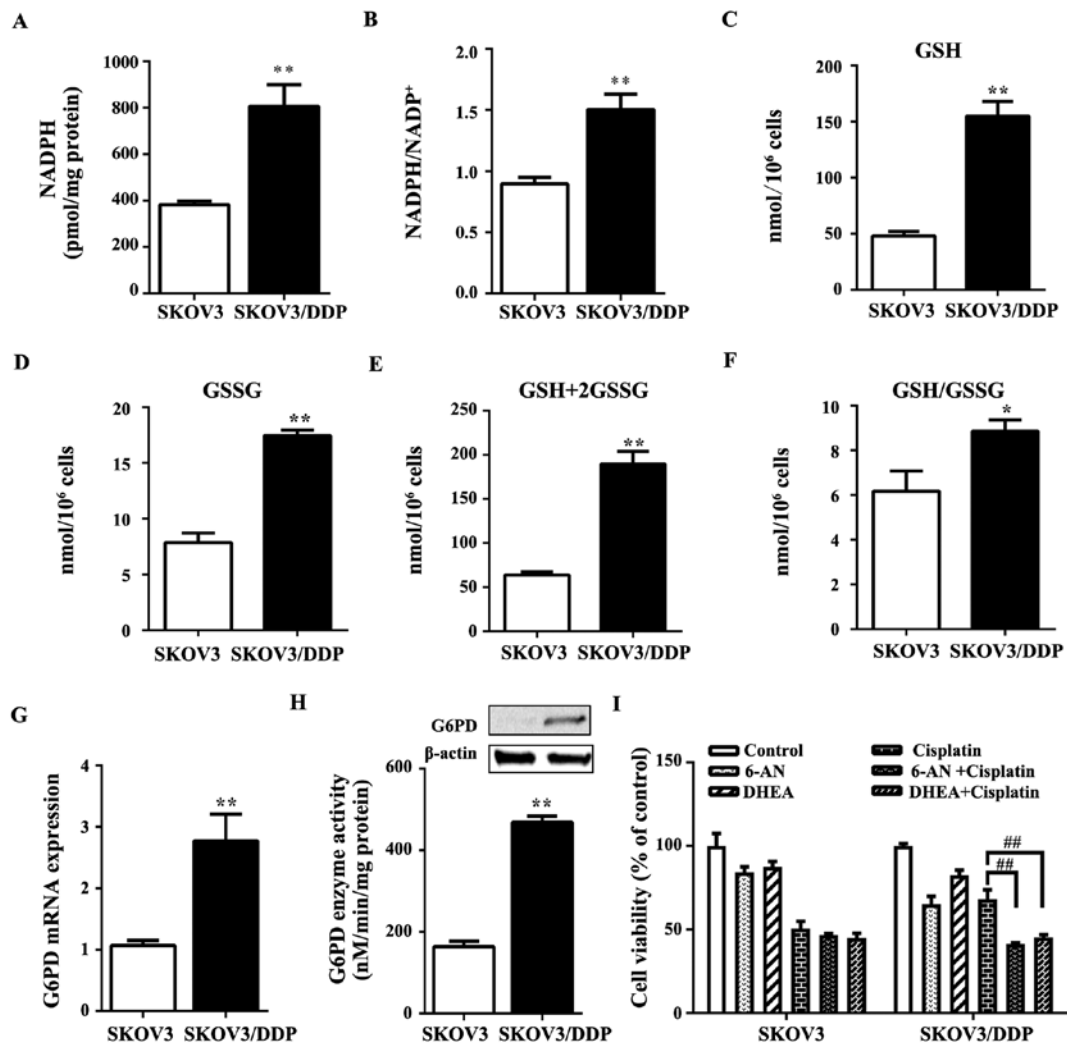 A
NADPH
(pmol/mg protein)
1000
800
600
400
200
0
**
SKOV3 SKOV3/DDP
B
NADPH/NADP⁺
2.0
1.5
1.0
0.5
0.0
**
SKOV3 SKOV3/DDP
C
GSH
nmol/10⁶ cells
200
150
100
50
0
**
SKOV3 SKOV3/DDP
D
GSSG
nmol/10⁶ cells
20
15
10
5
0
**
SKOV3 SKOV3/DDP
E
GSH+2GSSG
nmol/10⁶ cells
250
200
150
100
50
0
**
SKOV3 SKOV3/DDP
F
GSH/GSSG
nmol/10⁶ cells
10
8
6
4
2
0
*
SKOV3 SKOV3/DDP
G
G6PD mRNA expression
4
3
2
1
0
**
SKOV3 SKOV3/DDP
H
G6PD
β-actin
G6PD enzyme activity
(nM/min/mg protein)
600
400
200
0
**
SKOV3 SKOV3/DDP
I
Cell viability (% of control)
150
100
50
0
Control
6-AN
DHEA
Cisplatin
6-AN +Cisplatin
DHEA+Cisplatin
##
##
SKOV3 SKOV3/DDP